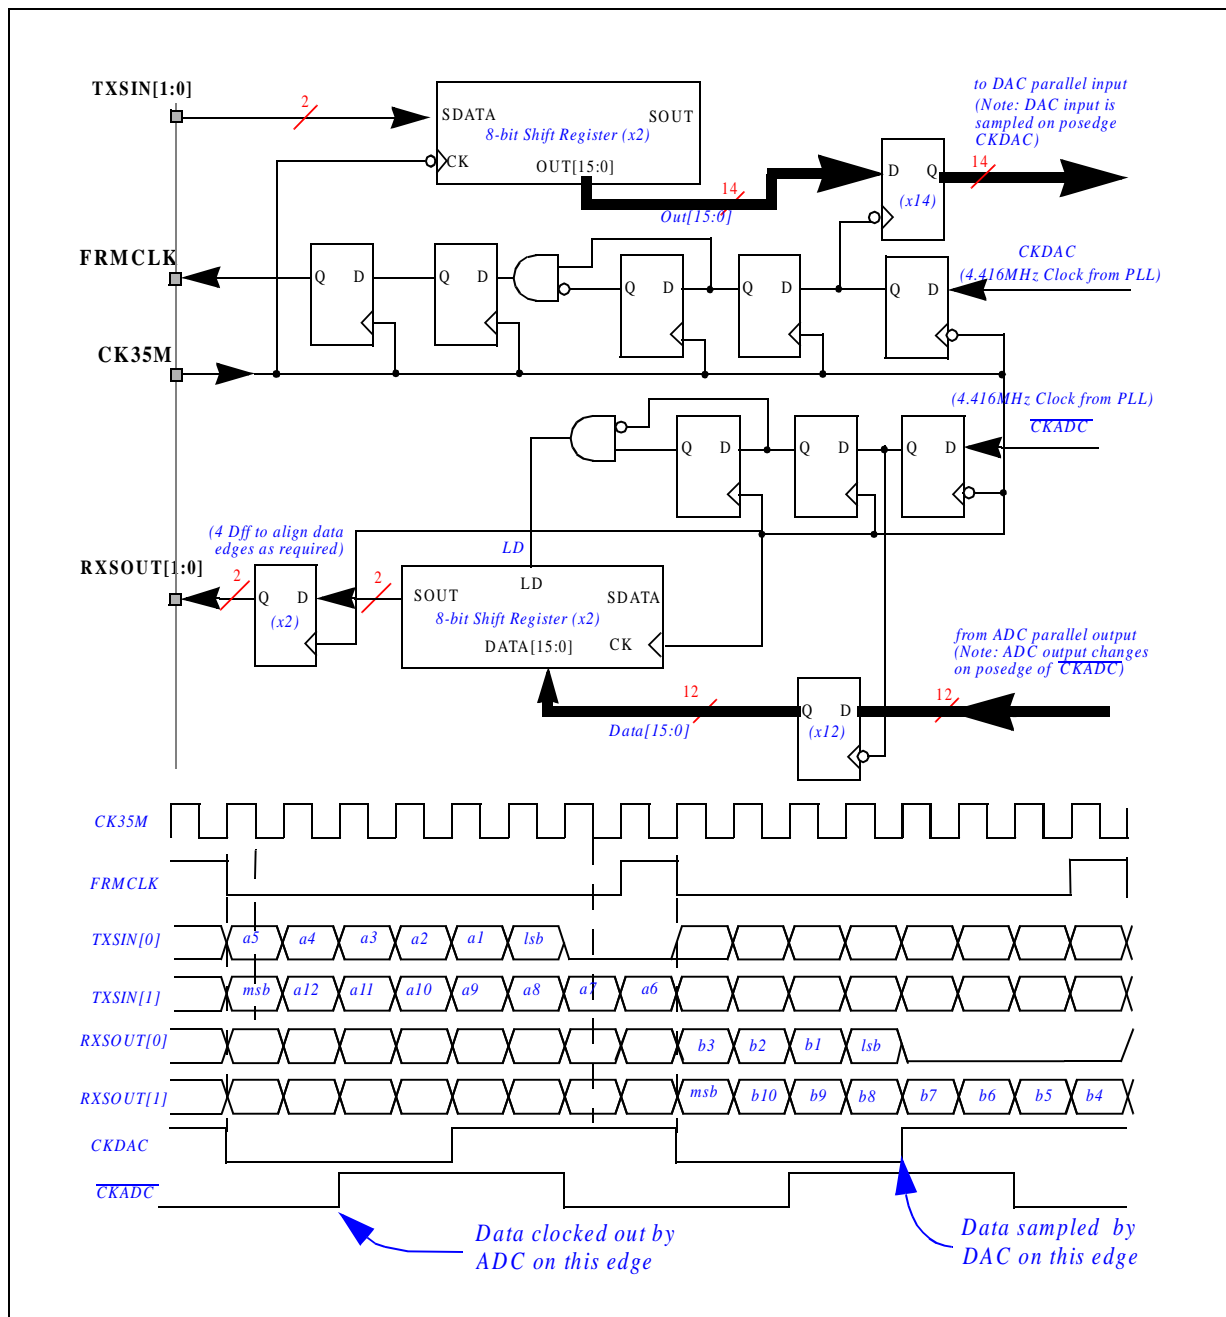 TXSIN[1:0]
2
SDATA
SOUT
8-bit Shift Register (x2)
CK
OUT[15:0]
14
Out[15:0]
to DAC parallel input
(Note: DAC input is
sampled on posedge
CKDAC)
D Q
(x14)
14
FRMCLK
Q D
Q D
Q D
Q D
Q D
CKDAC
(4.416MHz Clock from PLL)
CK35M
(4.416MHz Clock from PLL)
CKADC
Q D
Q D
Q D
(4 Dff to align data
edges as required)
LD
RXSOUT[1:0]
2
Q D
(x2)
2
SOUT
LD
SDATA
8-bit Shift Register (x2)
DATA[15:0]
CK
from ADC parallel output
(Note: ADC output changes
on posedge of CKADC)
12
Data[15:0]
Q D
(x12)
12
CK35M
FRMCLK
TXSIN[0] a5 a4 a3 a2 a1 lsb
TXSIN[1] msb a12 a11 a10 a9 a8 a7 a6
RXSOUT[0] b3 b2 b1 lsb
RXSOUT[1] msb b10 b9 b8 b7 b6 b5 b4
CKDAC
CKADC
Data clocked out by
ADC on this edge
Data sampled by
DAC on this edge